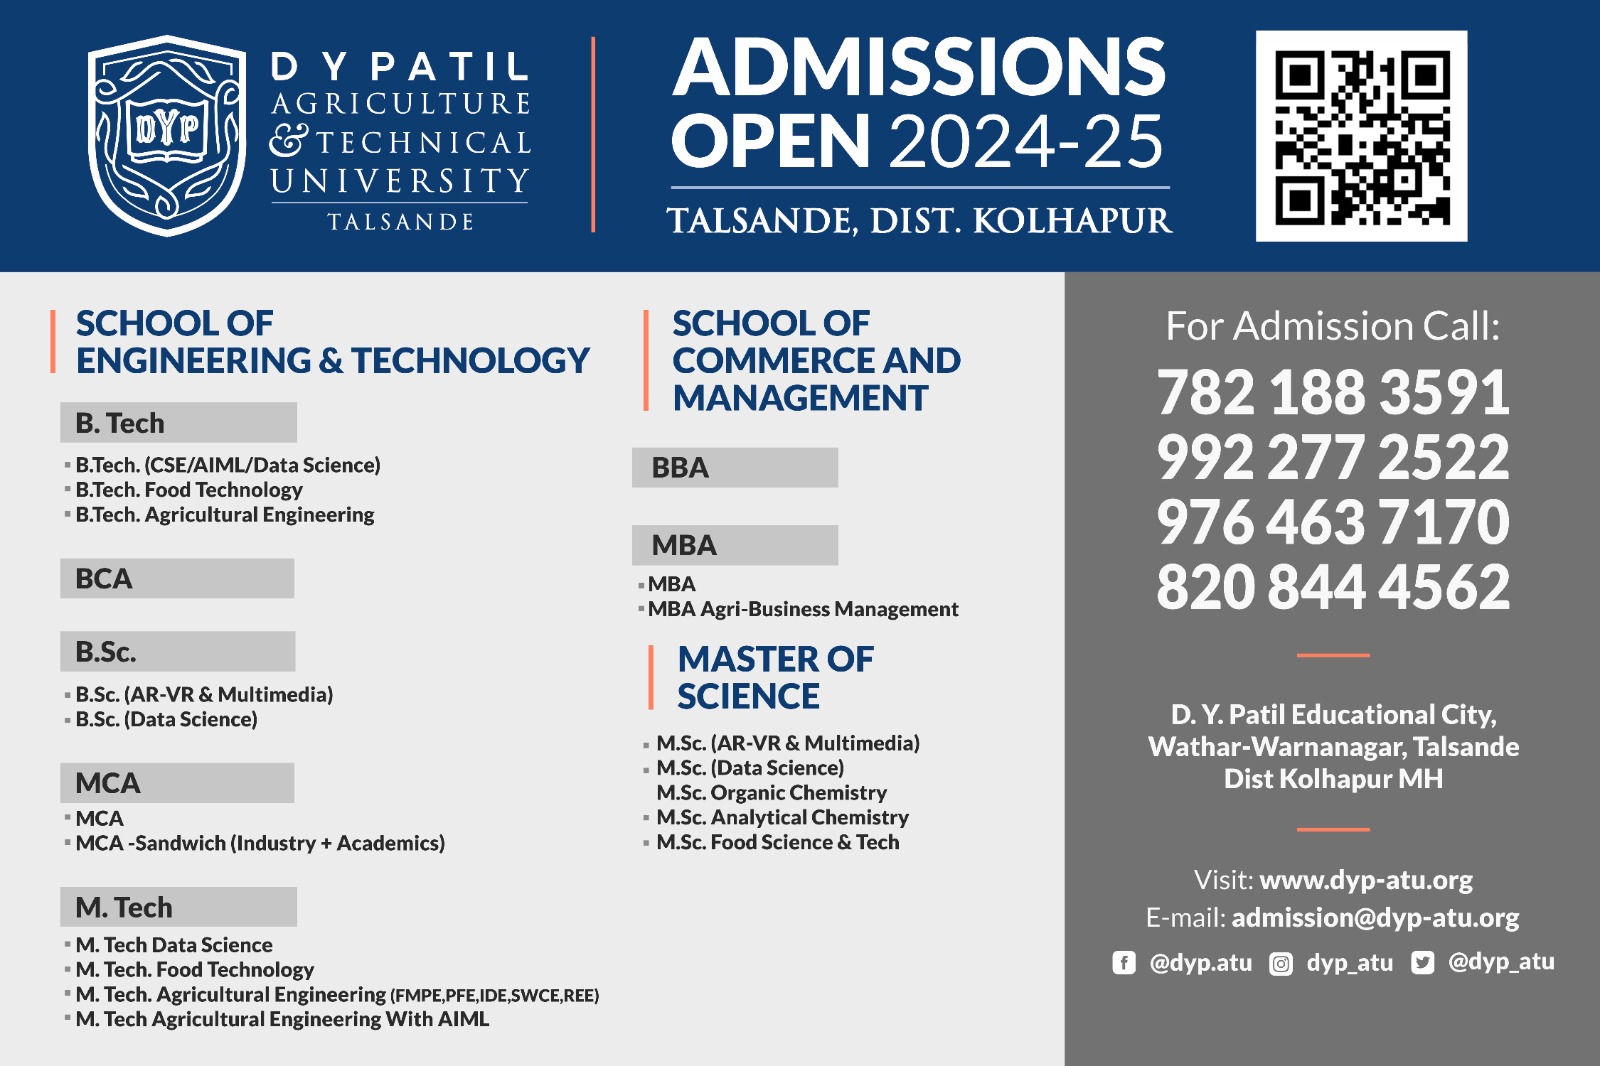 D Y PATIL
AGRICULTURE
& TECHNICAL
UNIVERSITY
TALSANDE
DYP
ADMISSIONS
OPEN 2024-25
TALSANDE, DIST. KOLHAPUR
SCHOOL OF
ENGINEERING & TECHNOLOGY
B. Tech
▪ B.Tech. (CSE/AIML/Data Science)
▪ B.Tech. Food Technology
▪ B.Tech. Agricultural Engineering
BCA
B.Sc.
▪ B.Sc. (AR-VR & Multimedia)
▪ B.Sc. (Data Science)
MCA
▪ MCA
▪ MCA -Sandwich (Industry + Academics)
M. Tech
▪ M. Tech Data Science
▪ M. Tech. Food Technology
▪ M. Tech. Agricultural Engineering (FMPE,PFE,IDE,SWCE,REE)
▪ M. Tech Agricultural Engineering With AIML
SCHOOL OF
COMMERCE AND
MANAGEMENT
BBA
MBA
▪ MBA
▪ MBA Agri-Business Management
MASTER OF
SCIENCE
▪ M.Sc. (AR-VR & Multimedia)
▪ M.Sc. (Data Science)
M.Sc. Organic Chemistry
▪ M.Sc. Analytical Chemistry
▪ M.Sc. Food Science & Tech
For Admission Call:
782 188 3591
992 277 2522
976 463 7170
820 844 4562
D. Y. Patil Educational City,
Wathar-Warnanagar, Talsande
Dist Kolhapur MH
Visit: www.dyp-atu.org
E-mail: admission@dyp-atu.org
@dyp.atu dyp_atu @dyp_atu